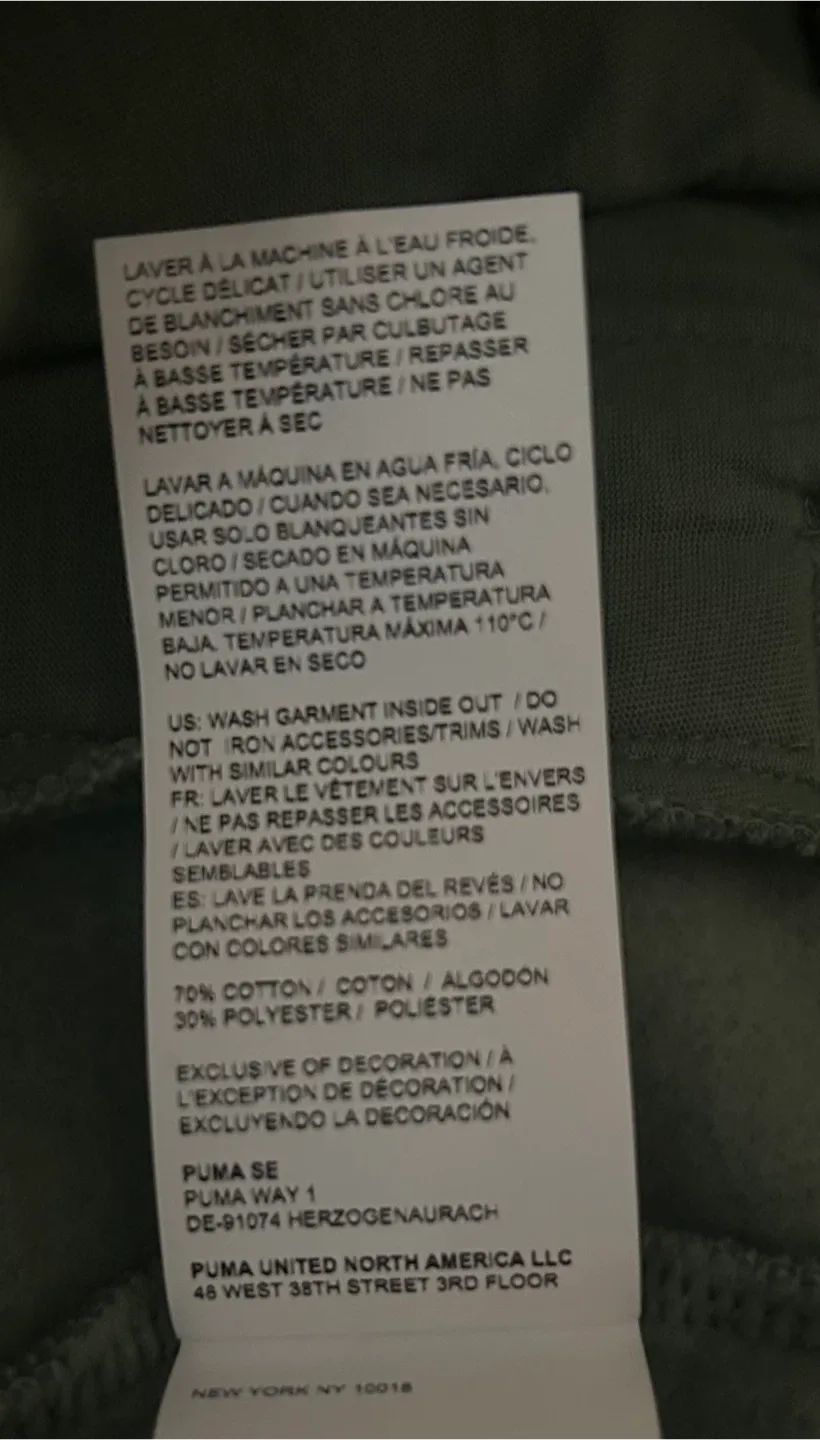 LAVER À LA MACHINE À L'EAU FROIDE,
CYCLE DÉLICAT / UTILISER UN AGENT
DE BLANCHIMENT SANS CHLORE AU
BESOIN / SÉCHER PAR CULBUTAGE
À BASSE TEMPÉRATURE / REPASSER
À BASSE TEMPÉRATURE / NE PAS
NETTOYER À SEC
LAVAR A MÁQUINA EN AGUA FRÍA, CICLO
DELICADO / CUANDO SEA NECESARIO,
USAR SOLO BLANQUEANTES SIN
CLORO / SECADO EN MÁQUINA
PERMITIDO A UNA TEMPERATURA
MENOR / PLANCHAR A TEMPERATURA
BAJA. TEMPERATURA MÁXIMA 110°C /
NO LAVAR EN SECO
US: WASH GARMENT INSIDE OUT / DO
NOT IRON ACCESSORIES/TRIMS / WASH
WITH SIMILAR COLOURS
FR: LAVER LE VÊTEMENT SUR L'ENVERS
/ NE PAS REPASSER LES ACCESSOIRES
/ LAVER AVEC DES COULEURS
SEMBLABLES
ES: LAVE LA PRENDA DEL REVÉS / NO
PLANCHAR LOS ACCESORIOS / LAVAR
CON COLORES SIMILARES
70% COTTON / COTON / ALGODÓN
30% POLYESTER / POLIÉSTER
EXCLUSIVE OF DECORATION / À
L'EXCEPTION DE DÉCORATION /
EXCLUYENDO LA DECORACIÓN
PUMA SE
PUMA WAY 1
DE-91074 HERZOGENAURACH
PUMA UNITED NORTH AMERICA LLC
48 WEST 38TH STREET 3RD FLOOR
NEW YORK NY 10018